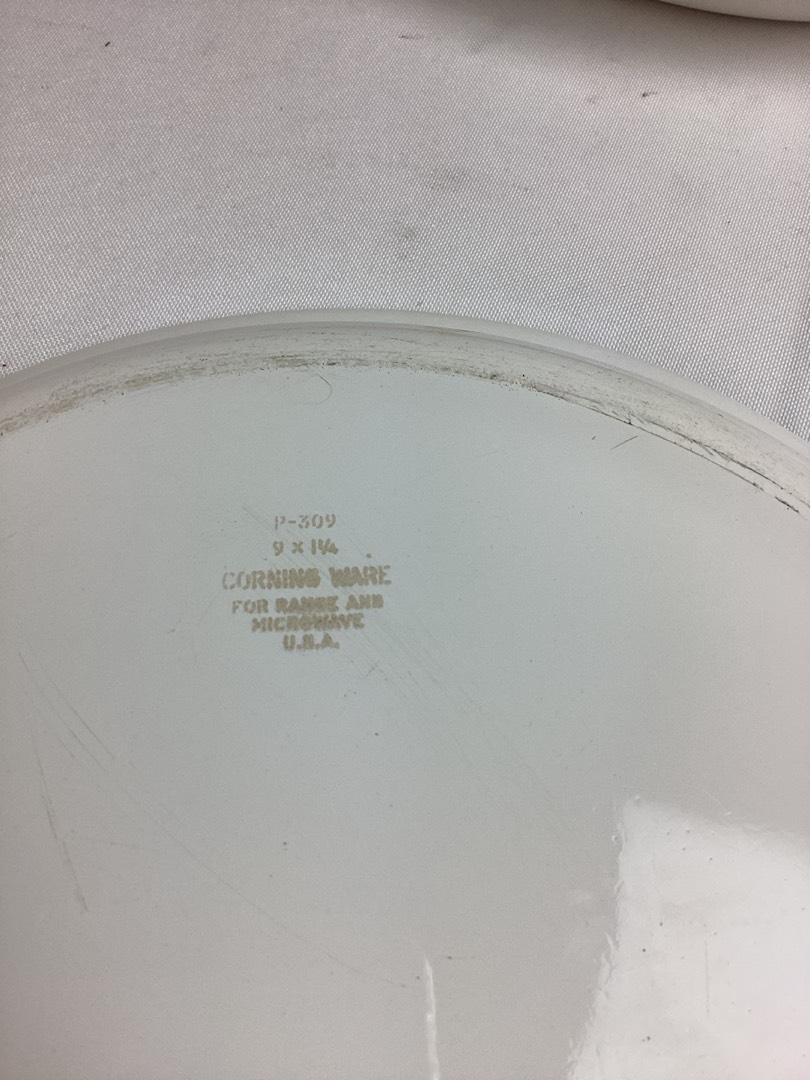 P-309
9 x 1¼
CORNING WARE
FOR RANGE AND
MICROWAVE
U.S.A.